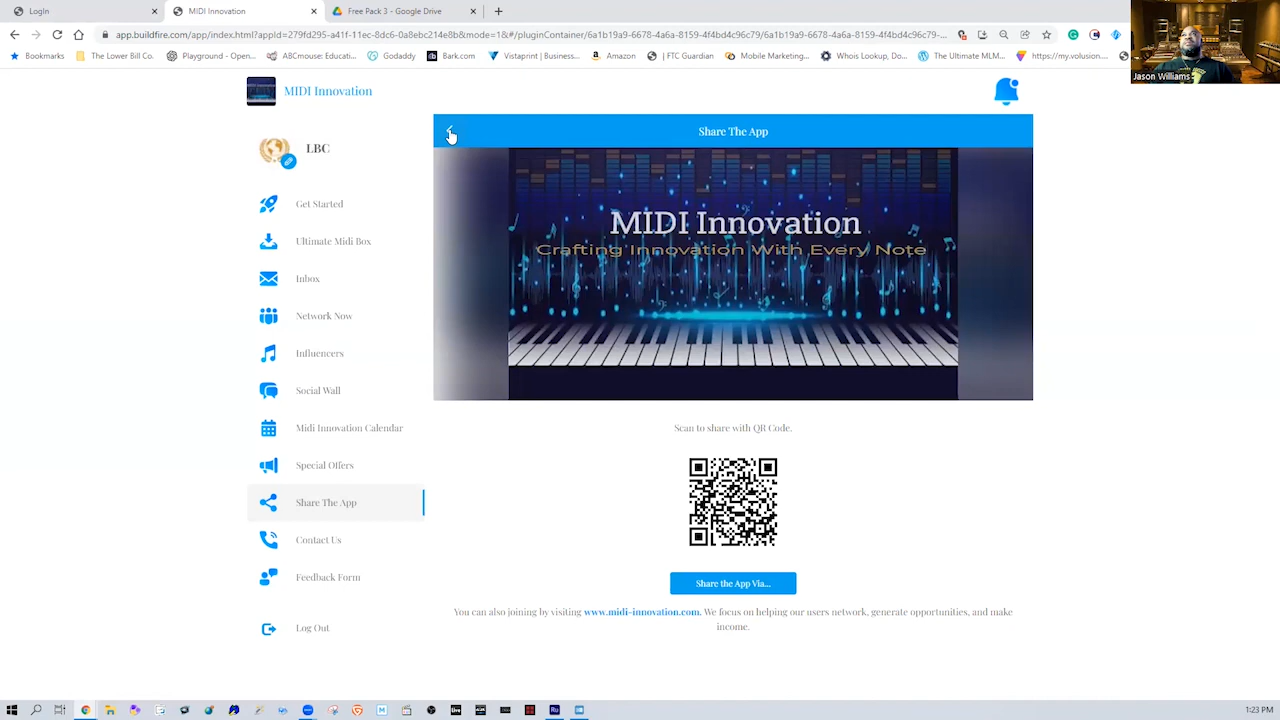 Login
MIDI Innovation
Free Pack 3 - Google Drive
app.buildfire.com/app/index.html?appId=279fd295-a41f-11ec-8fc6-0a8ebc214e8b&code=1#/plugin/Container/6a1b19a9-6678-4a6a-8159-4f4bd4c96c79/6a1b19a9-6678-4a6a-8159-4f4bd4c96c79-...
Bookmarks
The Lower Bill Co.
Playground - Open...
ABCmouse: Educati...
Godaddy
Bark.com
Vistaprint Business...
Amazon
| FTC Guardian
Mobile Marketing...
Whois Lookup, Do...
The Ultimate MLM...
https://my.volusion....
Jason Williams
MIDI Innovation
LBC
Share The App
MIDI Innovation
Crafting Innovation With Every Note
Get Started
Ultimate Midi Box
Inbox
Network Now
Influencers
Social Wall
Midi Innovation Calendar
Special Offers
Share The App
Contact Us
Feedback Form
Log Out
Scan to share with QR Code.
Share the App Via...
You can also joining by visiting www.midi-innovation.com. We focus on helping our users network, generate opportunities, and make
income.
1:23 PM